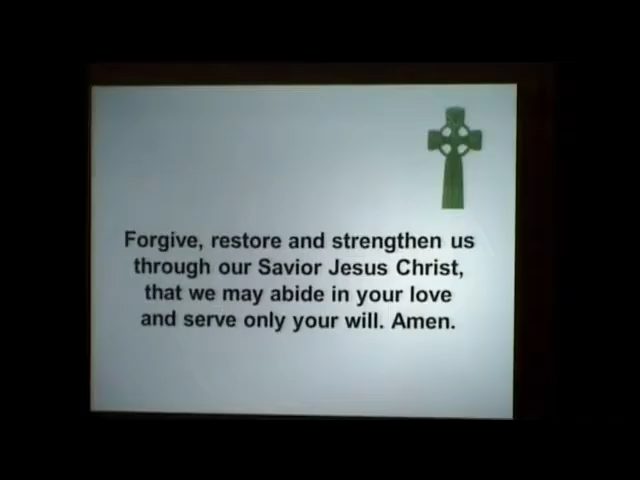 Forgive, restore and strengthen us
through our Savior Jesus Christ,
that we may abide in your love
and serve only your will. Amen.